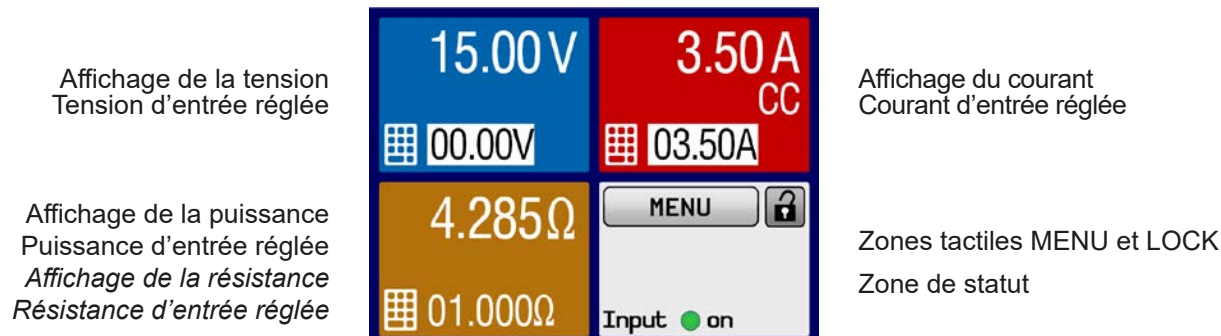 Affichage de la tension
Tension d’entrée réglée
15.00 V
00.00V
3.50 A
CC
03.50A
Affichage du courant
Courant d’entrée réglée
Affichage de la puissance
Puissance d’entrée réglée
Affichage de la résistance
Résistance d’entrée réglée
4.285Ω
01.000Ω
MENU
Input on
Zones tactiles MENU et LOCK
Zone de statut